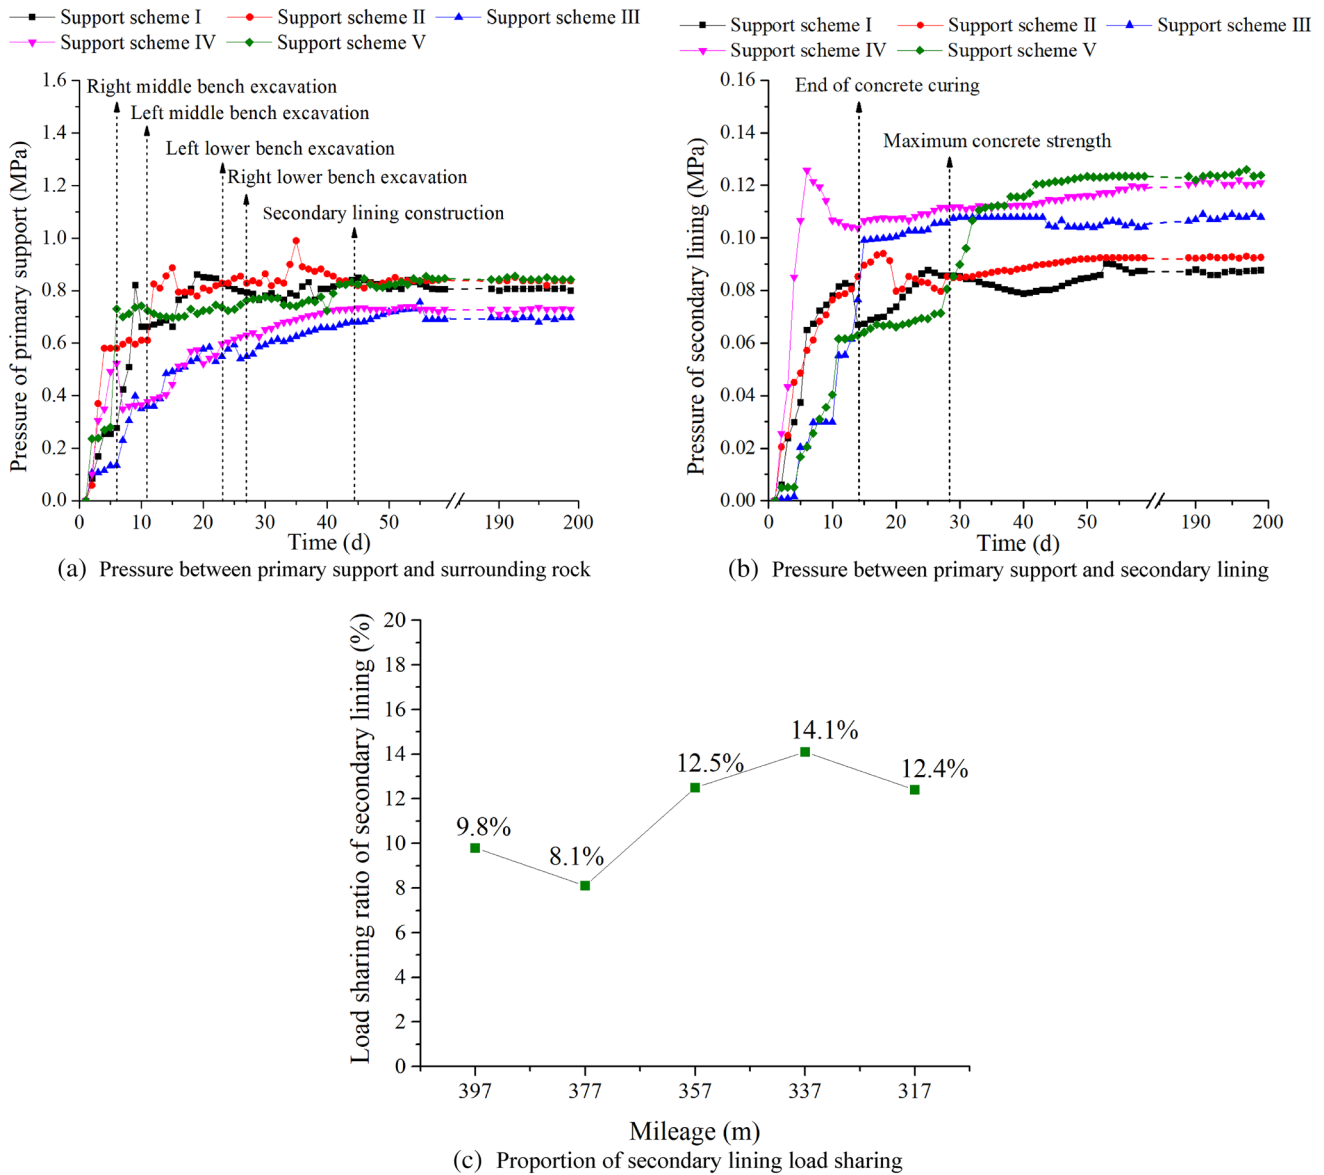 Support scheme I Support scheme II Support scheme III
Support scheme IV Support scheme V
1.6
1.4
1.2
1.0
0.8
0.6
0.4
0.2
0.0
Pressure of primary support (MPa)
Right middle bench excavation
Left middle bench excavation
Left lower bench excavation
Right lower bench excavation
Secondary lining construction
0 10 20 30 40 50 190 200
Time (d)
(a) Pressure between primary support and surrounding rock
Support scheme I Support scheme II Support scheme III
Support scheme IV Support scheme V
0.16
0.14
0.12
0.10
0.08
0.06
0.04
0.02
0.00
Pressure of secondary lining (MPa)
End of concrete curing
Maximum concrete strength
0 10 20 30 40 50 190 200
Time (d)
(b) Pressure between primary support and secondary lining
20
18
16
14
12
10
8
6
4
2
0
Load sharing ratio of secondary lining (%)
9.8%
8.1%
12.5%
14.1%
12.4%
397 377 357 337 317
Mileage (m)
(c) Proportion of secondary lining load sharing